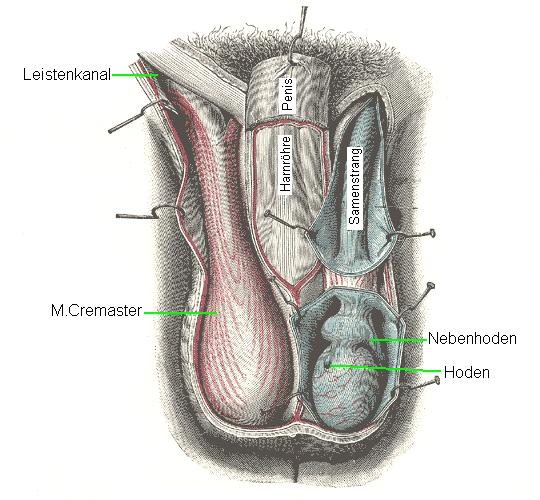 Leistenkanal
Penis
Harnröhre
Samenstrang
M.Cremaster
Nebenhoden
Hoden